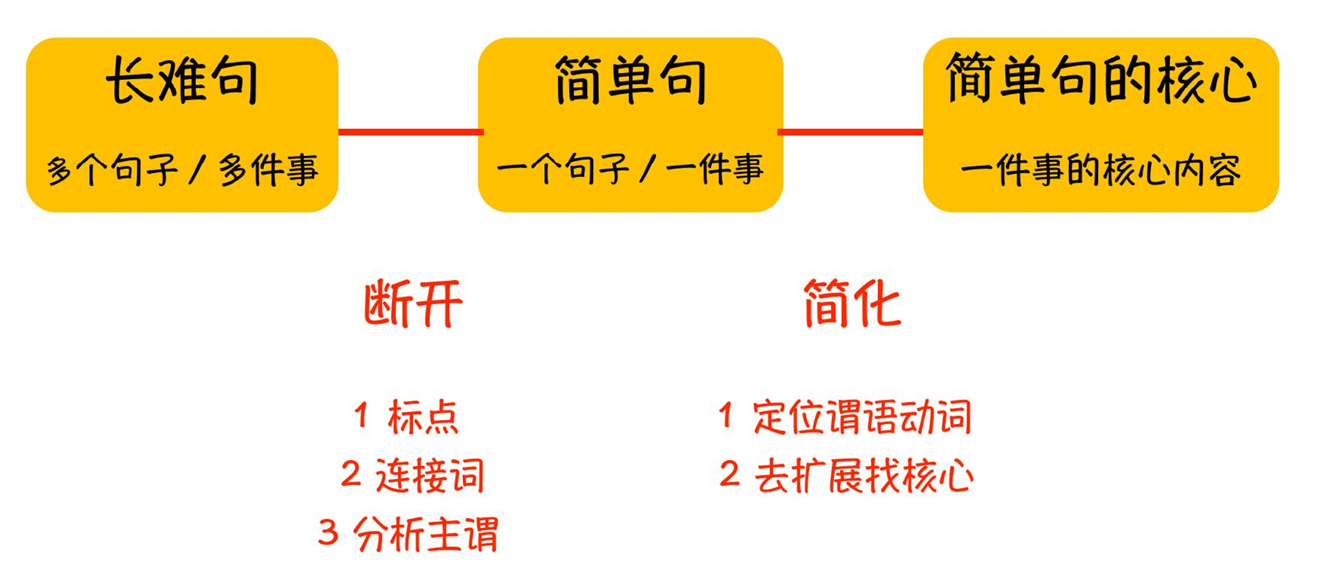 长难句
多个句子 / 多件事
简单句
一个句子 / 一件事
简单句的核心
一件事的核心内容
断开
1 标点
2 连接词
3 分析主谓
简化
1 定位谓语动词
2 去扩展找核心